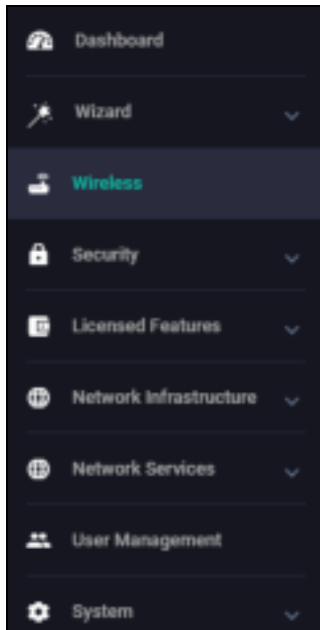 Dashboard
Wizard
Wireless
Security
Licensed Features
Network Infrastructure
Network Services
User Management
System